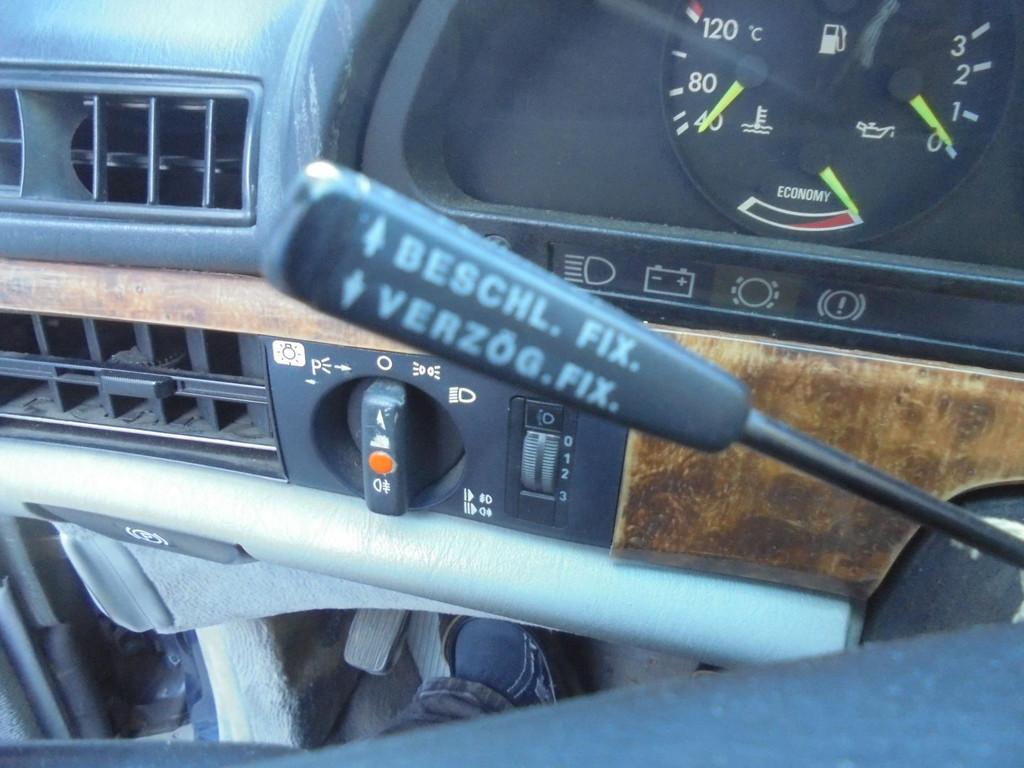 120 °C
80
40
3
2
1
0
ECONOMY
BESCHL. FIX.
VERZÖG. FIX.
P
0
1
2
3
P